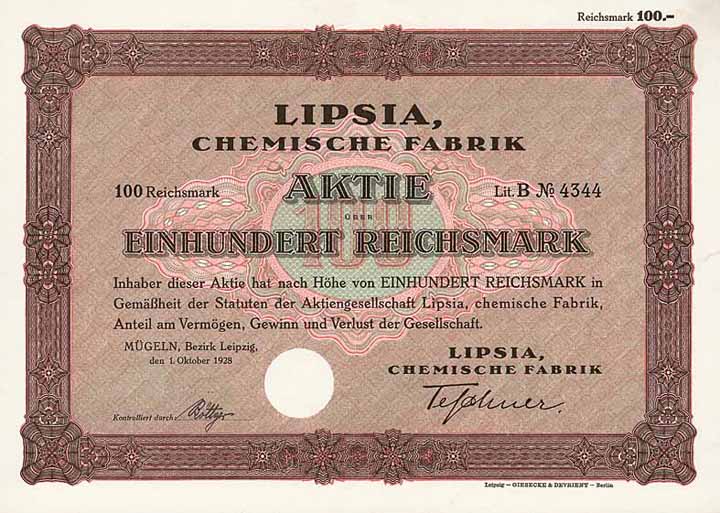 Reichsmark 100.–
LIPSIA,
CHEMISCHE FABRIK
100 Reichsmark AKTIE Lit. B № 4344
ÜBER
EINHUNDERT REICHSMARK
100
Inhaber dieser Aktie hat nach Höhe von EINHUNDERT REICHSMARK in
Gemäßheit der Statuten der Aktiengesellschaft Lipsia, chemische Fabrik,
Anteil am Vermögen, Gewinn und Verlust der Gesellschaft.
MÜGELN, Bezirk Leipzig,
den 1. Oktober 1928
LIPSIA,
CHEMISCHE FABRIK
Kontrolliert durch:
Leipzig — GIESECKE & DEVRIENT — Berlin